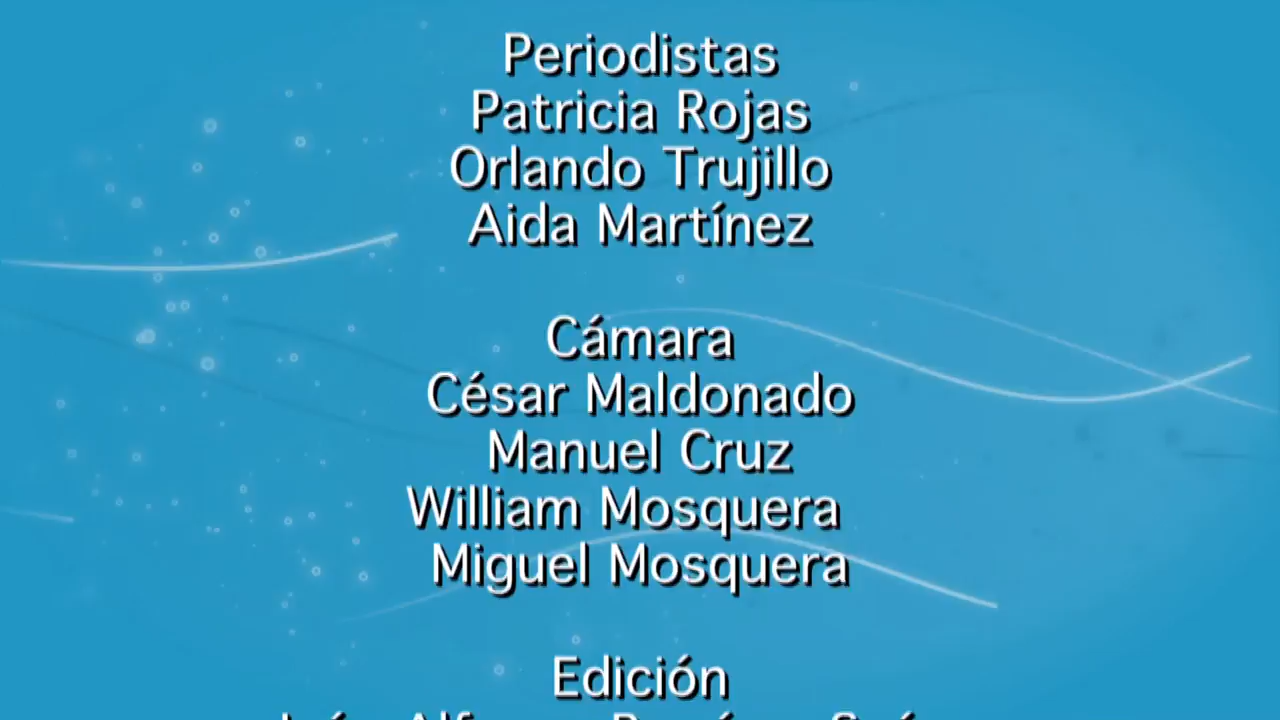 Periodistas
Patricia Rojas
Orlando Trujillo
Aida Martínez
Cámara
César Maldonado
Manuel Cruz
William Mosquera
Miguel Mosquera
Edición